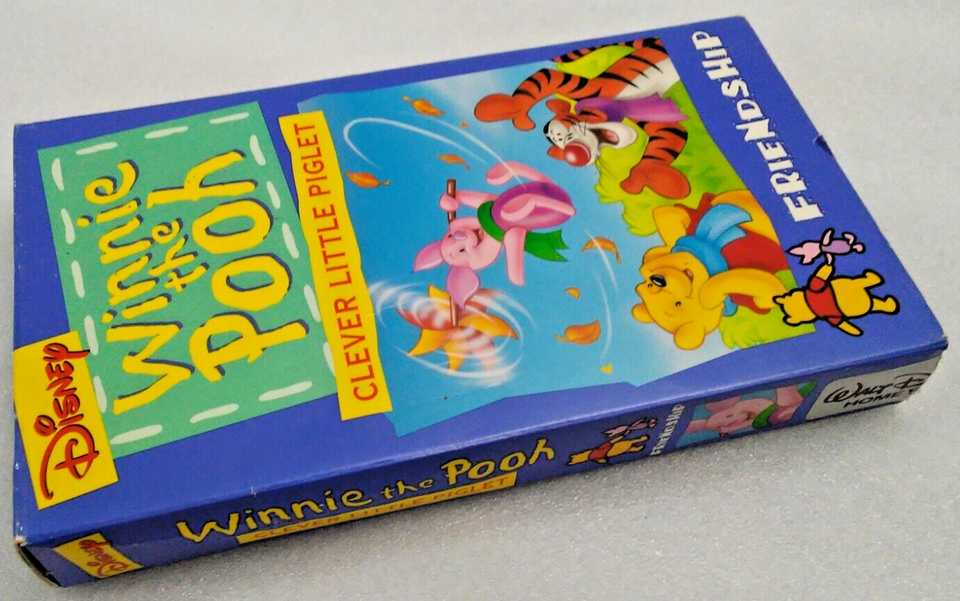 Disney
Winnie
the
Pooh
CLEVER LITTLE PIGLET
FRIENDSHIP
Disney
Winnie the Pooh
CLEVER LITTLE PIGLET
FRIENDSHIP
WALT D
HOME